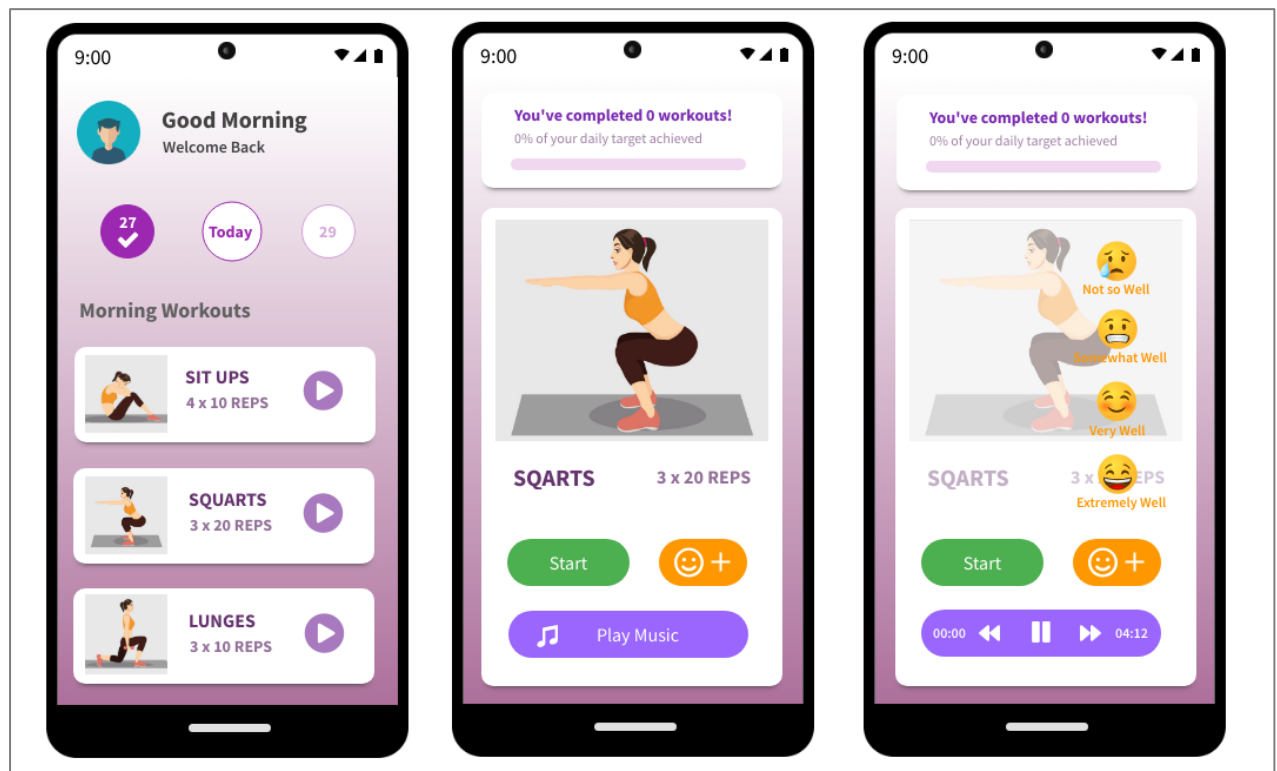 9:00
Good Morning
Welcome Back
27
Today
29
Morning Workouts
SIT UPS
4 x 10 REPS
SQUARTS
3 x 20 REPS
LUNGES
3 x 10 REPS
9:00
You've completed 0 workouts!
0% of your daily target achieved
SQARTS 3 x 20 REPS
Start
Play Music
9:00
You've completed 0 workouts!
0% of your daily target achieved
Not so Well
Somewhat Well
Very Well
SQARTS 3 x EPS
Extremely Well
Start
00:00 04:12